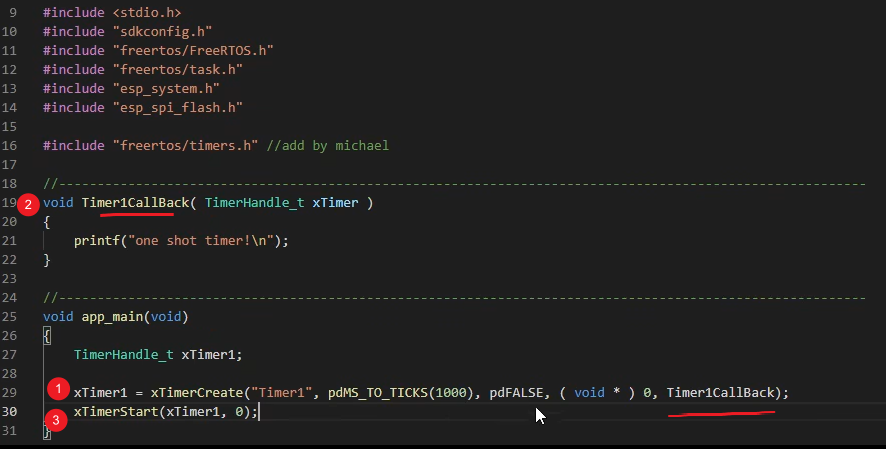 9 #include <stdio.h>
10 #include "sdkconfig.h"
11 #include "freertos/FreeRTOS.h"
12 #include "freertos/task.h"
13 #include "esp_system.h"
14 #include "esp_spi_flash.h"
15
16 #include "freertos/timers.h" //add by michael
17
18 //------------------------------------------------------------------------------------------------------------
19 2 void Timer1CallBack( TimerHandle_t xTimer )
20 {
21     printf("one shot timer!\n");
22 }
23
24 //------------------------------------------------------------------------------------------------------------
25 void app_main(void)
26 {
27     TimerHandle_t xTimer1;
28
29 1 xTimer1 = xTimerCreate("Timer1", pdMS_TO_TICKS(1000), pdFALSE, ( void * ) 0, Timer1CallBack);
30 3 xTimerStart(xTimer1, 0);
31 }